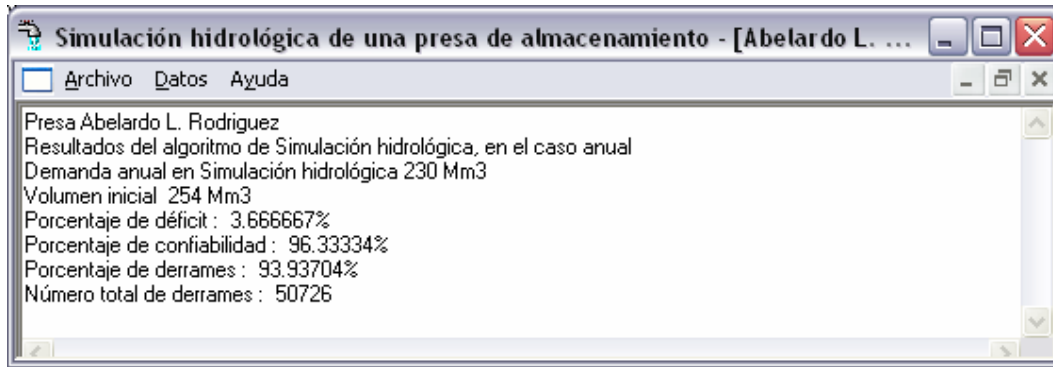 Simulación hidrológica de una presa de almacenamiento - [Abelardo L. ...
Archivo Datos Ayuda
Presa Abelardo L. Rodriguez
Resultados del algoritmo de Simulación hidrológica, en el caso anual
Demanda anual en Simulación hidrológica 230 Mm3
Volumen inicial 254 Mm3
Porcentaje de déficit : 3.666667%
Porcentaje de confiabilidad : 96.33334%
Porcentaje de derrames : 93.93704%
Número total de derrames : 50726